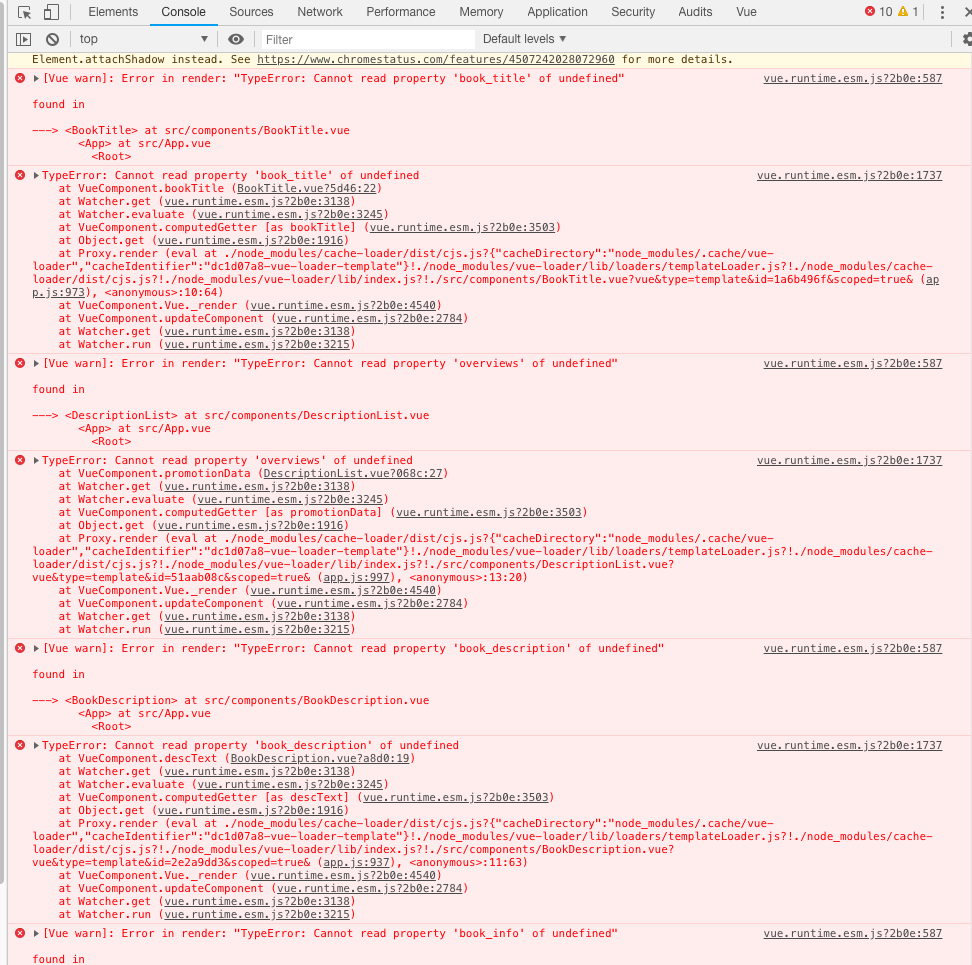 Elements Console Sources Network Performance Memory Application Security Audits Vue 10 1
top Filter Default levels
Element.attachShadow instead. See https://www.chromestatus.com/features/4507242028072960 for more details.
[Vue warn]: Error in render: "TypeError: Cannot read property 'book_title' of undefined" vue.runtime.esm.js?2b0e:587
found in
---> <BookTitle> at src/components/BookTitle.vue
<App> at src/App.vue
<Root>
TypeError: Cannot read property 'book_title' of undefined vue.runtime.esm.js?2b0e:1737
at VueComponent.bookTitle (BookTitle.vue?5d46:22)
at Watcher.get (vue.runtime.esm.js?2b0e:3138)
at Watcher.evaluate (vue.runtime.esm.js?2b0e:3245)
at VueComponent.computedGetter [as bookTitle] (vue.runtime.esm.js?2b0e:3503)
at Object.get (vue.runtime.esm.js?2b0e:1916)
at Proxy.render (eval at ./node_modules/cache-loader/dist/cjs.js?{"cacheDirectory":"node_modules/.cache/vue-
loader","cacheIdentifier":"dc1d07a8-vue-loader-template"}!./node_modules/vue-loader/lib/loaders/templateLoader.js?!./node_modules/cache-
loader/dist/cjs.js?!./node_modules/vue-loader/lib/index.js?!./src/components/BookTitle.vue?vue&type=template&id=1a6b496f&scoped=true& (ap
p.js:973), <anonymous>:10:64)
at VueComponent.Vue._render (vue.runtime.esm.js?2b0e:4540)
at VueComponent.updateComponent (vue.runtime.esm.js?2b0e:2784)
at Watcher.get (vue.runtime.esm.js?2b0e:3138)
at Watcher.run (vue.runtime.esm.js?2b0e:3215)
[Vue warn]: Error in render: "TypeError: Cannot read property 'overviews' of undefined" vue.runtime.esm.js?2b0e:587
found in
---> <DescriptionList> at src/components/DescriptionList.vue
<App> at src/App.vue
<Root>
TypeError: Cannot read property 'overviews' of undefined vue.runtime.esm.js?2b0e:1737
at VueComponent.promotionData (DescriptionList.vue?068c:27)
at Watcher.get (vue.runtime.esm.js?2b0e:3138)
at Watcher.evaluate (vue.runtime.esm.js?2b0e:3245)
at VueComponent.computedGetter [as promotionData] (vue.runtime.esm.js?2b0e:3503)
at Object.get (vue.runtime.esm.js?2b0e:1916)
at Proxy.render (eval at ./node_modules/cache-loader/dist/cjs.js?{"cacheDirectory":"node_modules/.cache/vue-
loader","cacheIdentifier":"dc1d07a8-vue-loader-template"}!./node_modules/vue-loader/lib/loaders/templateLoader.js?!./node_modules/cache-
loader/dist/cjs.js?!./node_modules/vue-loader/lib/index.js?!./src/components/DescriptionList.vue?
vue&type=template&id=51aab08c&scoped=true& (app.js:997), <anonymous>:13:20)
at VueComponent.Vue._render (vue.runtime.esm.js?2b0e:4540)
at VueComponent.updateComponent (vue.runtime.esm.js?2b0e:2784)
at Watcher.get (vue.runtime.esm.js?2b0e:3138)
at Watcher.run (vue.runtime.esm.js?2b0e:3215)
[Vue warn]: Error in render: "TypeError: Cannot read property 'book_description' of undefined" vue.runtime.esm.js?2b0e:587
found in
---> <BookDescription> at src/components/BookDescription.vue
<App> at src/App.vue
<Root>
TypeError: Cannot read property 'book_description' of undefined vue.runtime.esm.js?2b0e:1737
at VueComponent.descText (BookDescription.vue?a8d0:19)
at Watcher.get (vue.runtime.esm.js?2b0e:3138)
at Watcher.evaluate (vue.runtime.esm.js?2b0e:3245)
at VueComponent.computedGetter [as descText] (vue.runtime.esm.js?2b0e:3503)
at Object.get (vue.runtime.esm.js?2b0e:1916)
at Proxy.render (eval at ./node_modules/cache-loader/dist/cjs.js?{"cacheDirectory":"node_modules/.cache/vue-
loader","cacheIdentifier":"dc1d07a8-vue-loader-template"}!./node_modules/vue-loader/lib/loaders/templateLoader.js?!./node_modules/cache-
loader/dist/cjs.js?!./node_modules/vue-loader/lib/index.js?!./src/components/BookDescription.vue?
vue&type=template&id=2e2a9dd3&scoped=true& (app.js:937), <anonymous>:11:63)
at VueComponent.Vue._render (vue.runtime.esm.js?2b0e:4540)
at VueComponent.updateComponent (vue.runtime.esm.js?2b0e:2784)
at Watcher.get (vue.runtime.esm.js?2b0e:3138)
at Watcher.run (vue.runtime.esm.js?2b0e:3215)
[Vue warn]: Error in render: "TypeError: Cannot read property 'book_info' of undefined" vue.runtime.esm.js?2b0e:587
found in